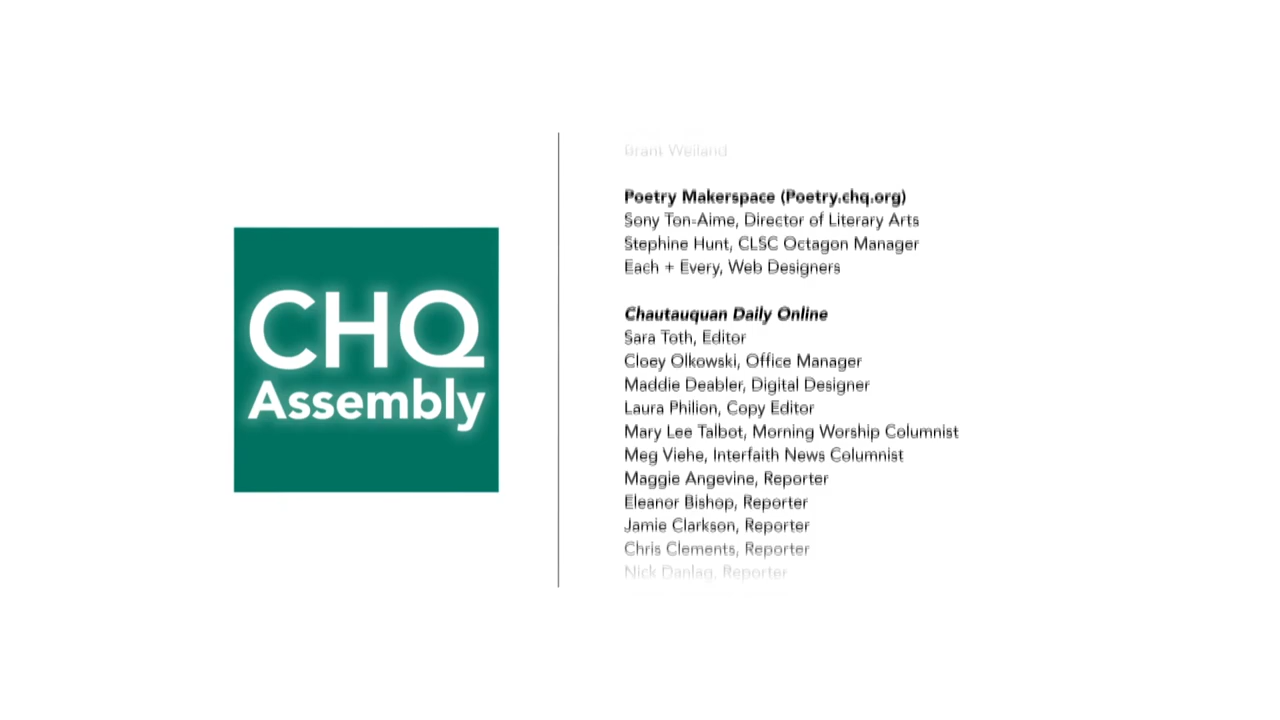 CHQ
Assembly
Grant Weiland
Poetry Makerspace (Poetry.chq.org)
Sony Ton-Aime, Director of Literary Arts
Stephine Hunt, CLSC Octagon Manager
Each + Every, Web Designers
Chautauquan Daily Online
Sara Toth, Editor
Cloey Olkowski, Office Manager
Maddie Deabler, Digital Designer
Laura Philion, Copy Editor
Mary Lee Talbot, Morning Worship Columnist
Meg Viehe, Interfaith News Columnist
Maggie Angevine, Reporter
Eleanor Bishop, Reporter
Jamie Clarkson, Reporter
Chris Clements, Reporter
Nick Danlag, Reporter